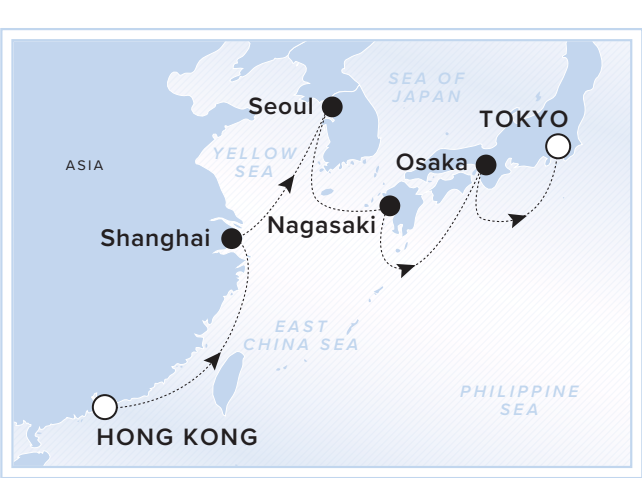 SEA OF
JAPAN
Seoul
TOKYO
YELLOW
SEA
ASIA
Osaka
Nagasaki
Shanghai
EAST
CHINA SEA
PHILIPPINE
SEA
HONG KONG